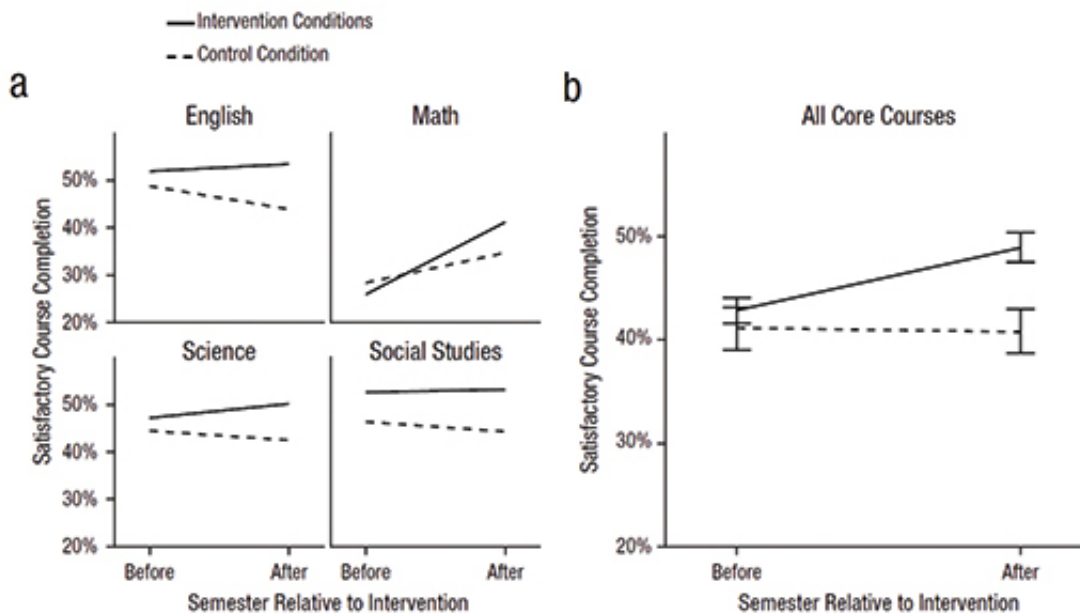 Intervention Conditions
Control Condition
a
English
Math
Satisfactory Course Completion
50%
40%
30%
20%
Science
Social Studies
50%
40%
30%
20%
Before
After
Before
After
Semester Relative to Intervention
b
All Core Courses
Satisfactory Course Completion
50%
40%
30%
20%
Before
After
Semester Relative to Intervention